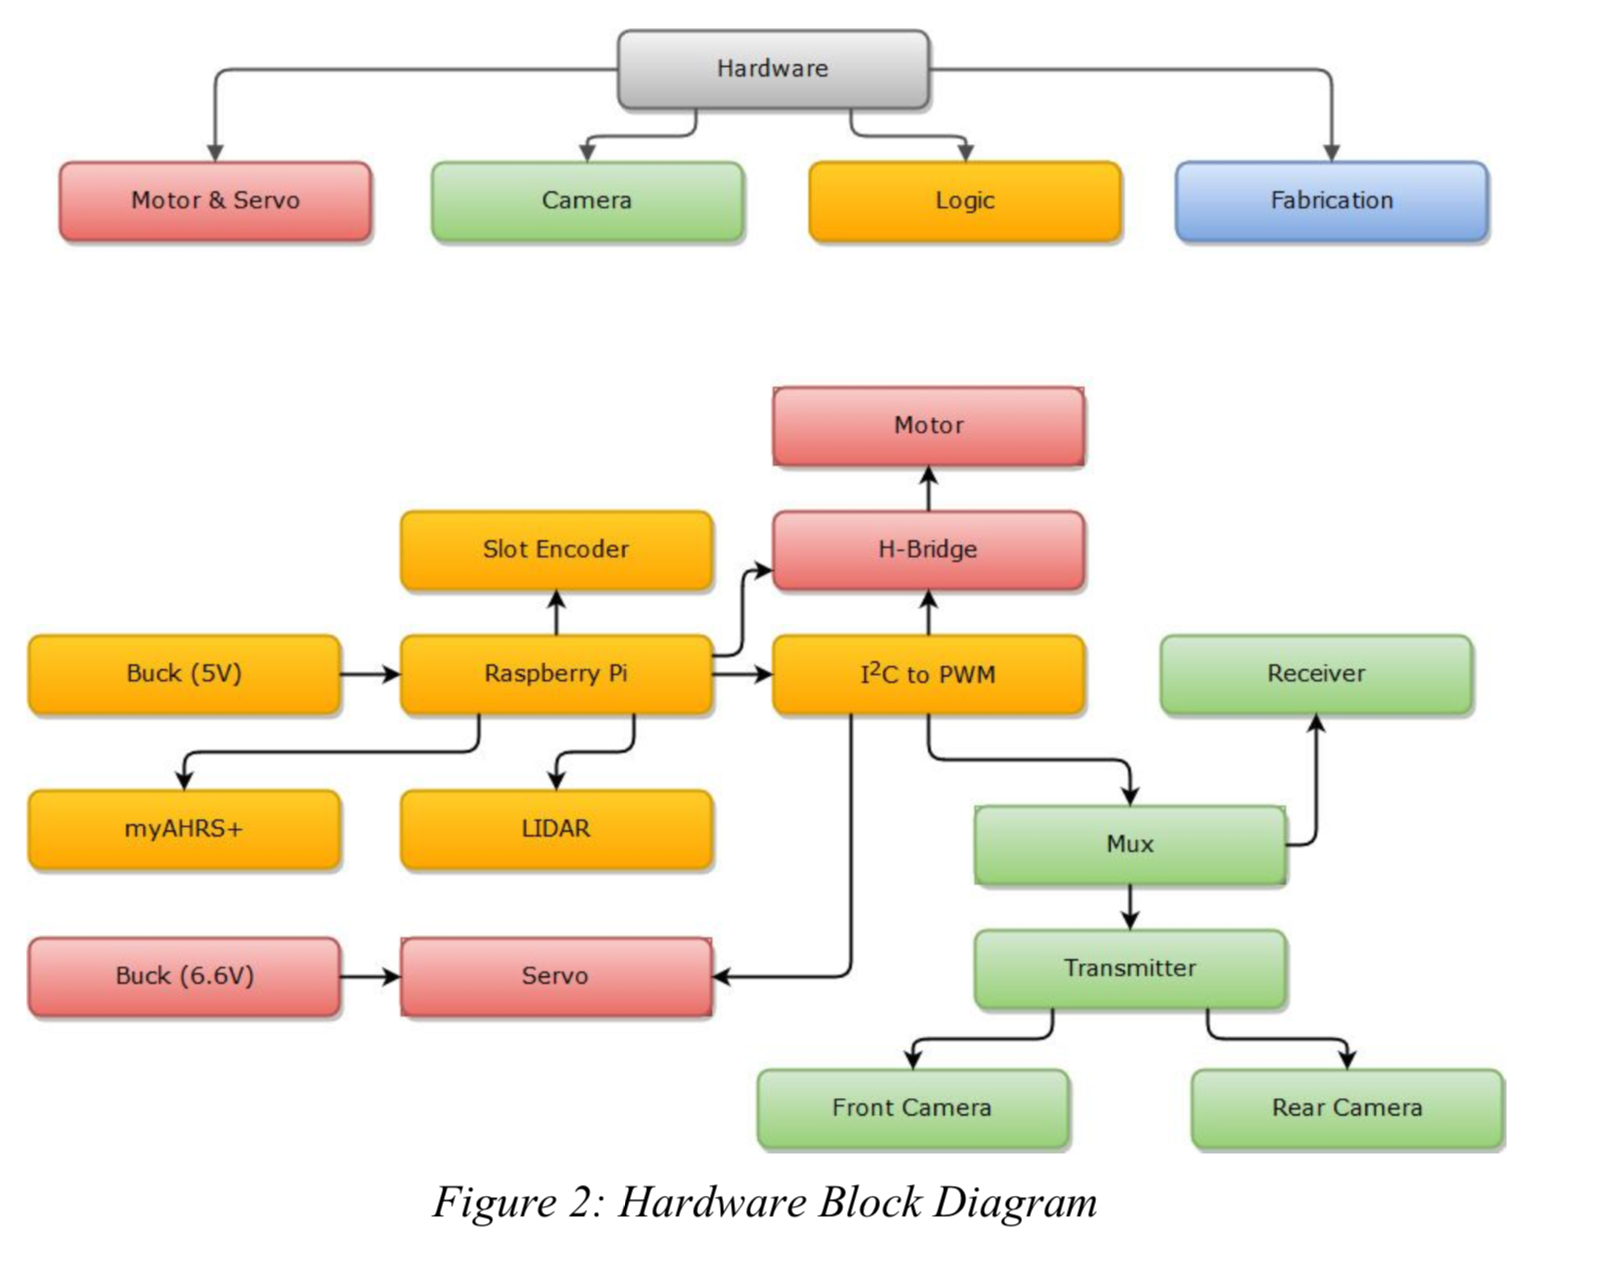 Hardware
Motor & Servo
Camera
Logic
Fabrication
Motor
Slot Encoder
H-Bridge
Buck (5V)
Raspberry Pi
I²C to PWM
Receiver
myAHRS+
LIDAR
Mux
Buck (6.6V)
Servo
Transmitter
Front Camera
Rear Camera
Figure 2: Hardware Block Diagram